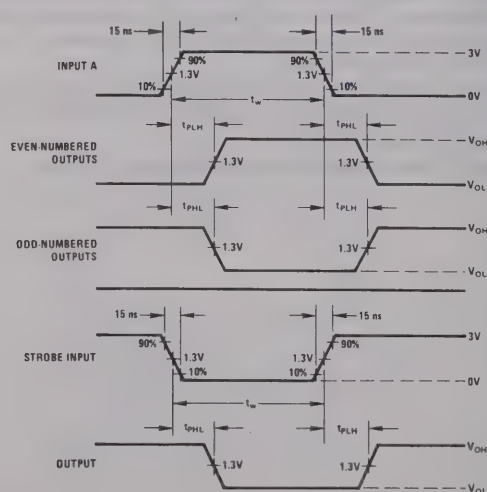 15 ns 15 ns
INPUT A 90% 90% 3V
1.3V 1.3V
10% 10% 0V
tw
tPLH tPHL
EVEN-NUMBERED OUTPUTS VOH
1.3V 1.3V
VOL
tPHL tPLH
ODD-NUMBERED OUTPUTS VOH
1.3V 1.3V
VOL
15 ns 15 ns
STROBE INPUT 90% 90% 3V
1.3V 1.3V
10% 10% 0V
tw
tPHL tPLH
OUTPUT VOH
1.3V 1.3V
VOL